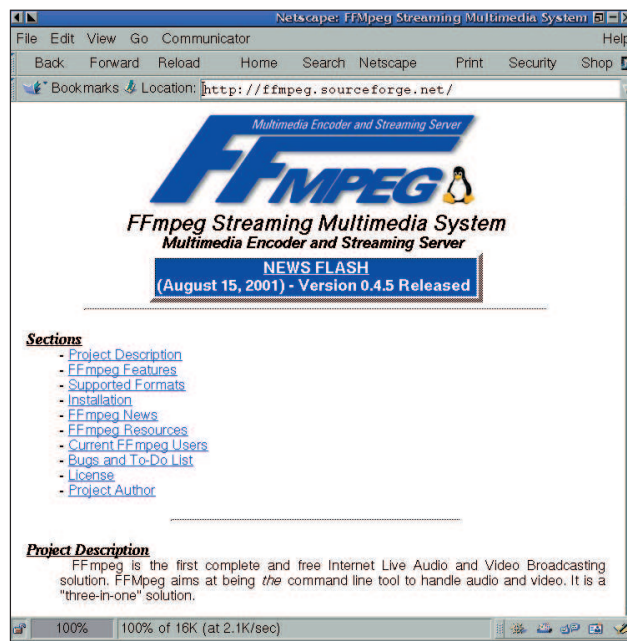 Netscape: FFMpeg Streaming Multimedia System
File Edit View Go Communicator Help
Back Forward Reload Home Search Netscape Print Security Shop
Bookmarks Location: http://ffmpeg.sourceforge.net/
Multimedia Encoder and Streaming Server
FFMPEG
FFmpeg Streaming Multimedia System
Multimedia Encoder and Streaming Server
NEWS FLASH
(August 15, 2001) - Version 0.4.5 Released
Sections
- Project Description
- FFmpeg Features
- Supported Formats
- Installation
- FFmpeg News
- FFmpeg Resources
- Current FFmpeg Users
- Bugs and To-Do List
- License
- Project Author
Project Description
FFmpeg is the first complete and free Internet Live Audio and Video Broadcasting
solution. FFMpeg aims at being the command line tool to handle audio and video. It is a
"three-in-one" solution.
100% 100% of 16K (at 2.1K/sec)